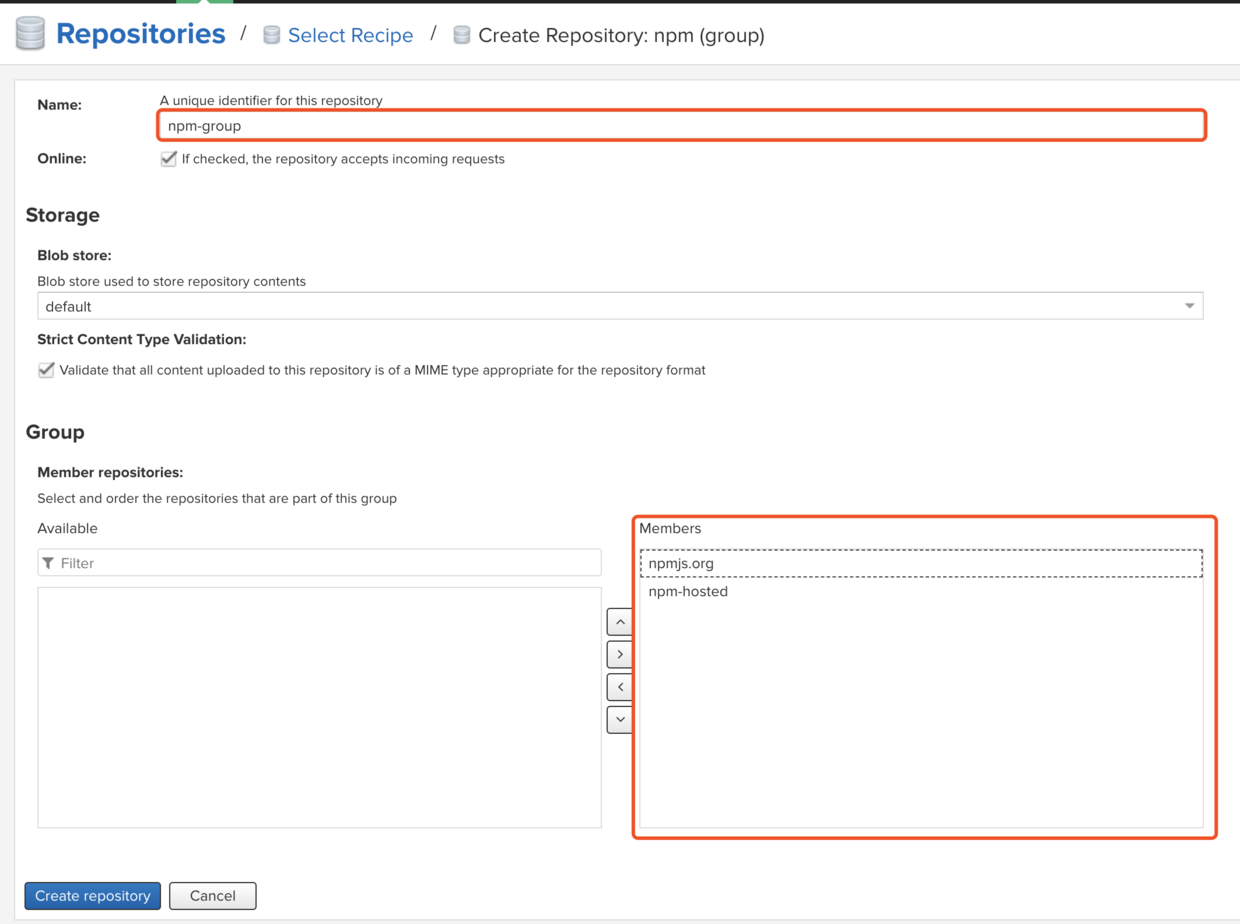 Repositories / Select Recipe / Create Repository: npm (group)
Name:
A unique identifier for this repository
npm-group
Online:
If checked, the repository accepts incoming requests
Storage
Blob store:
Blob store used to store repository contents
default
Strict Content Type Validation:
Validate that all content uploaded to this repository is of a MIME type appropriate for the repository format
Group
Member repositories:
Select and order the repositories that are part of this group
Available
Filter
Members
npmjs.org
npm-hosted
Create repository
Cancel